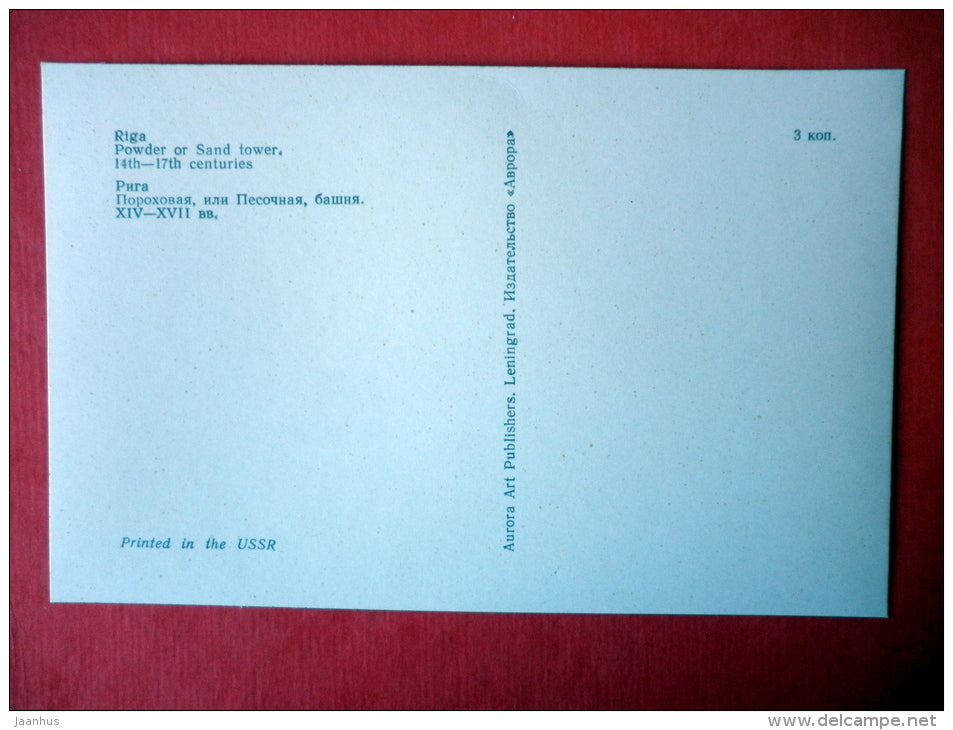 Riga
Powder or Sand tower.
14th—17th centuries
Рига
Пороховая, или Песочная, башня.
XIV—XVII вв.
Printed in the USSR
Aurora Art Publishers. Leningrad. Издательство «Аврора»
3 коп.
Jaanhus
www.delcampe.net